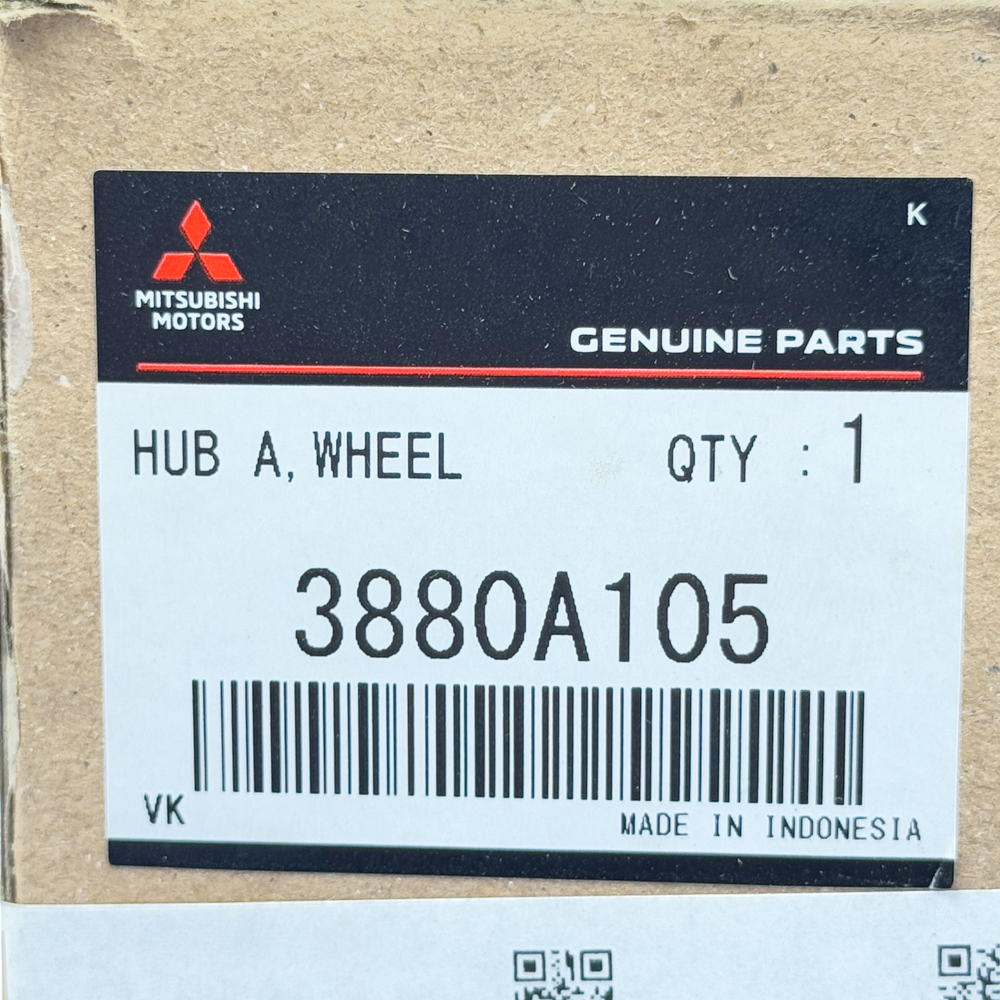 K
MITSUBISHI
MOTORS
GENUINE PARTS
HUB A, WHEEL QTY : 1
3880A105
VK
MADE IN INDONESIA